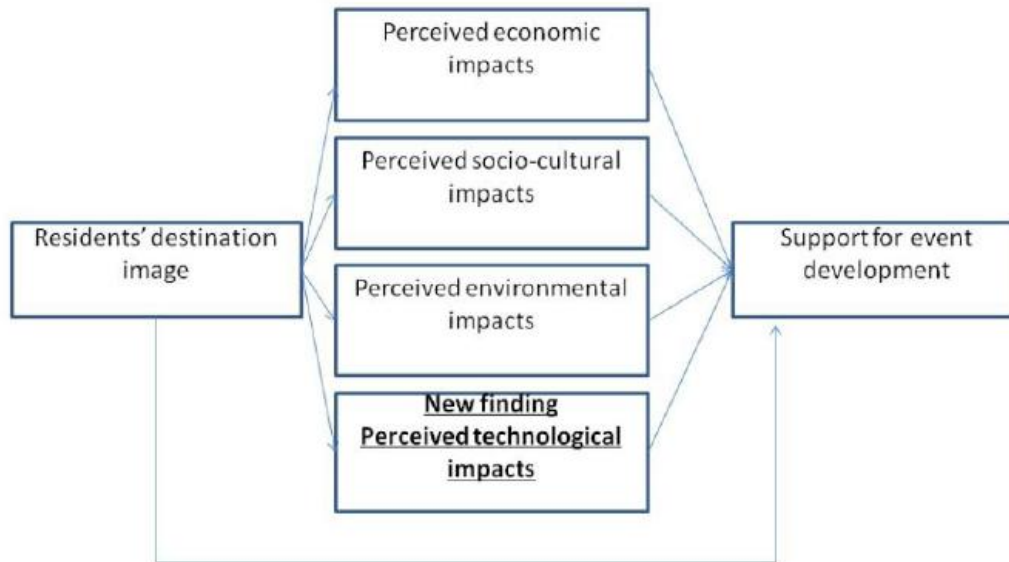 Perceived economic
impacts
Perceived socio-cultural
impacts
Residents' destination
image
Support for event
development
Perceived environmental
impacts
New finding
Perceived technological
impacts